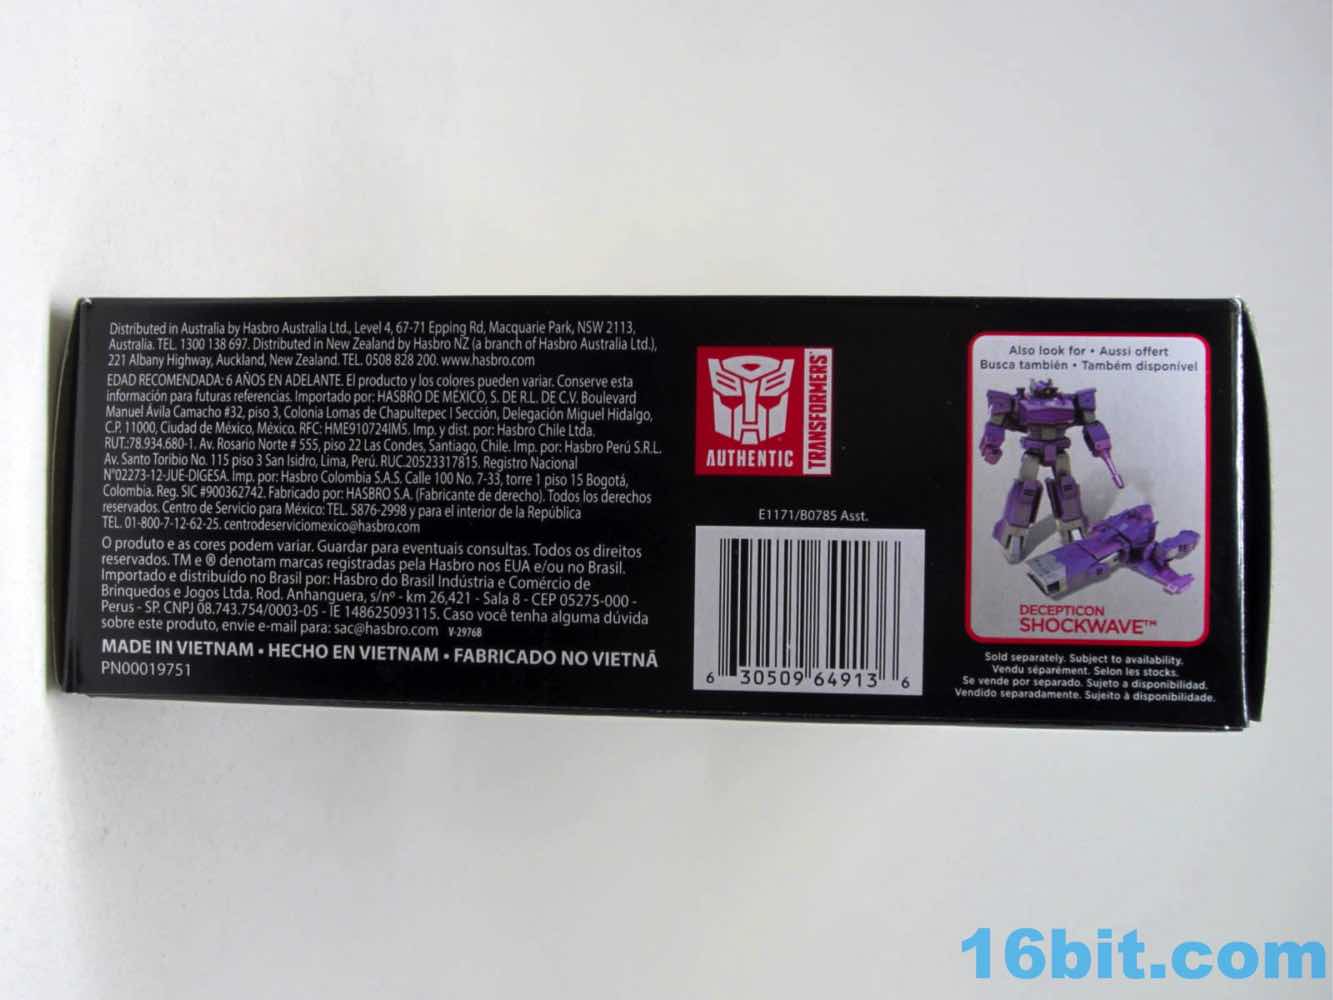 Distributed in Australia by Hasbro Australia Ltd., Level 4, 67-71 Epping Rd, Macquarie Park, NSW 2113,
Australia. TEL. 1300 138 697. Distributed in New Zealand by Hasbro NZ (a branch of Hasbro Australia Ltd.),
221 Albany Highway, Auckland, New Zealand. TEL. 0508 828 200. www.hasbro.com
EDAD RECOMENDADA: 6 AÑOS EN ADELANTE. El producto y los colores pueden variar. Conserve esta
información para futuras referencias. Importado por: HASBRO DE MÉXICO, S. DE R.L. DE C.V. Boulevard
Manuel Ávila Camacho #32, piso 3, Colonia Lomas de Chapultepec I Sección, Delegación Miguel Hidalgo,
C.P. 11000, Ciudad de México, México. RFC: HME910724IM5. Imp. y dist. por: Hasbro Chile Ltda.
RUT:78.934.680-1. Av. Rosario Norte # 555, piso 22 Las Condes, Santiago, Chile. Imp. por: Hasbro Perú S.R.L.
Av. Santo Toribio No. 115 piso 3 San Isidro, Lima, Perú. RUC.20523317815. Registro Nacional
N°02273-12-JUE-DIGESA. Imp. por: Hasbro Colombia S.A.S. Calle 100 No. 7-33, torre 1 piso 15 Bogotá,
Colombia. Reg. SIC #900362742. Fabricado por: HASBRO S.A. (Fabricante de derecho). Todos los derechos
reservados. Centro de Servicio para México: TEL. 5876-2998 y para el interior de la República
TEL. 01-800-7-12-62-25. centrodeserviciomexico@hasbro.com
O produto e as cores podem variar. Guardar para eventuais consultas. Todos os direitos
reservados. TM e ® denotam marcas registradas pela Hasbro nos EUA e/ou no Brasil.
Importado e distribuído no Brasil por: Hasbro do Brasil Indústria e Comércio de
Brinquedos e Jogos Ltda. Rod. Anhanguera, s/nº - km 26,421 - Sala 8 - CEP 05275-000 -
Perus - SP. CNPJ 08.743.754/0003-05 - IE 148625093115. Caso você tenha alguma dúvida
sobre este produto, envie e-mail para: sac@hasbro.com V-2976B
MADE IN VIETNAM • HECHO EN VIETNAM • FABRICADO NO VIETNÃ
PN00019751
AUTHENTIC
TRANSFORMERS
E1171/B0785 Asst.
6 30509 64913 6
Also look for • Aussi offert
Busca también • Também disponível
DECEPTICON
SHOCKWAVE™
Sold separately. Subject to availability.
Vendu séparément. Selon les stocks.
Se vende por separado. Sujeto a disponibilidad.
Vendido separadamente. Sujeito à disponibilidade.
16bit.com